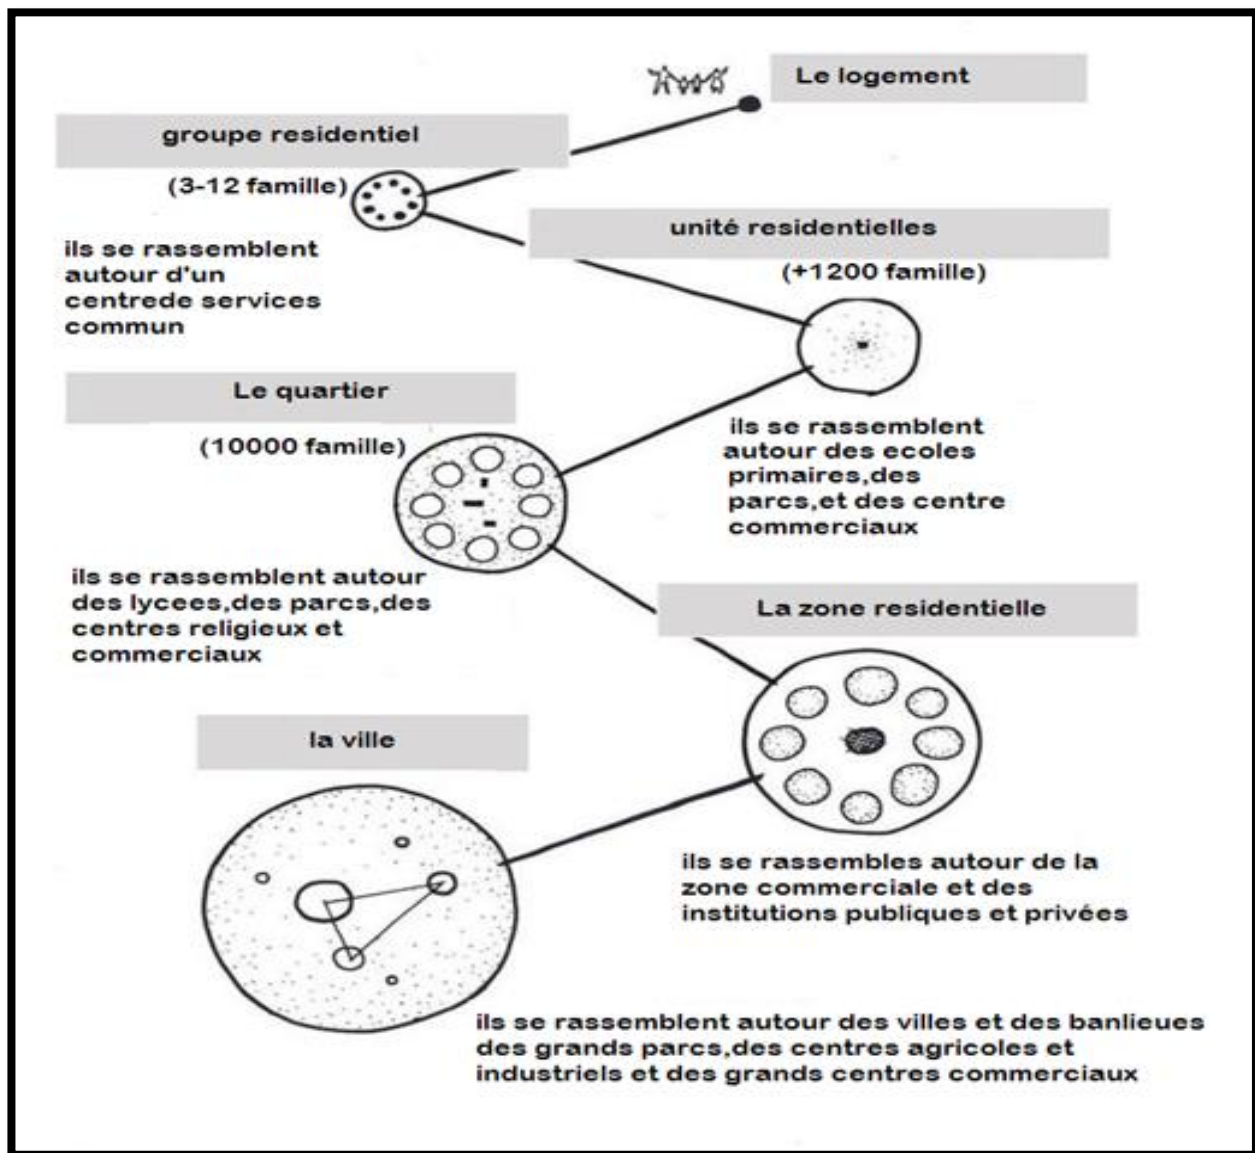 Le logement
groupe residentiel
(3-12 famille)
ils se rassemblent
autour d'un
centrede services
commun
unité residentielles
(+1200 famille)
ils se rassemblent
autour des ecoles
primaires,des
parcs,et des centre
commerciaux
Le quartier
(10000 famille)
ils se rassemblent autour
des lycees,des parcs,des
centres religieux et
commerciaux
La zone residentielle
ils se rassembles autour de la
zone commerciale et des
institutions publiques et privées
la ville
ils se rassemblent autour des villes et des banlieues
des grands parcs,des centres agricoles et
industriels et des grands centres commerciaux